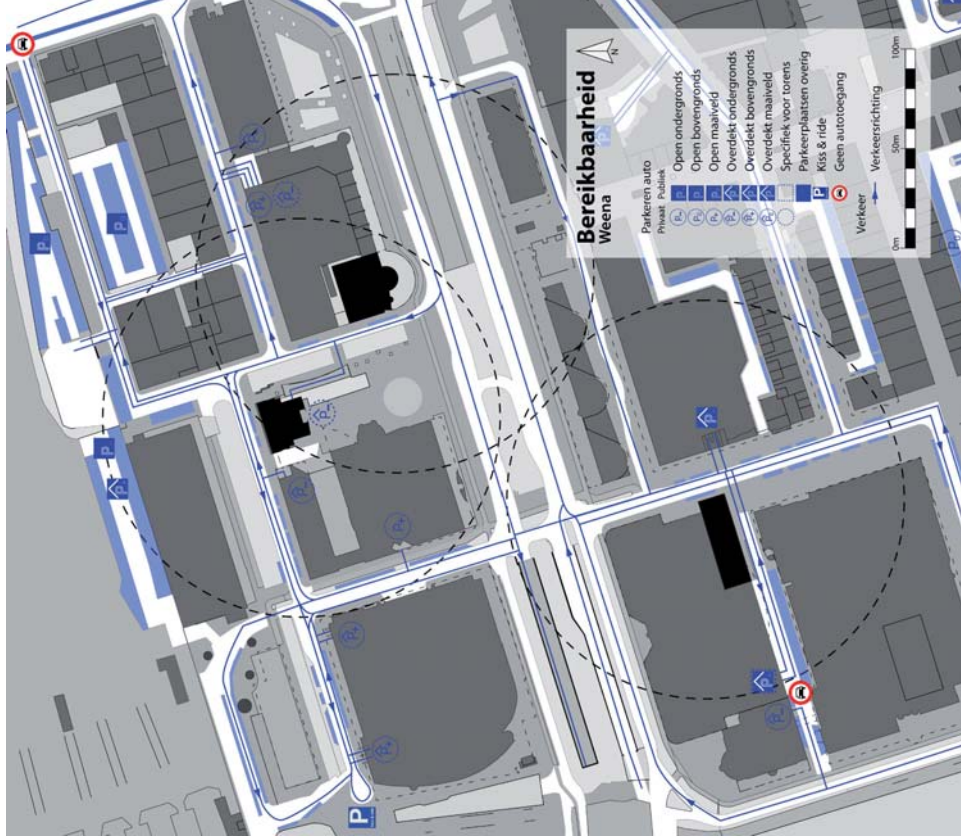 Bereikbaarheid
Weena
N
Parkeren auto
Privaat Publiek
Open ondergronds
Open bovengronds
Open maaiveld
Overdekt ondergronds
Overdekt bovengronds
Overdekt maaiveld
Specifiek voor torens
Parkeerplaatsen overig
P Kiss & ride
Geen autotoegang
Verkeer
Verkeersrichting
0m 50m 100m
P